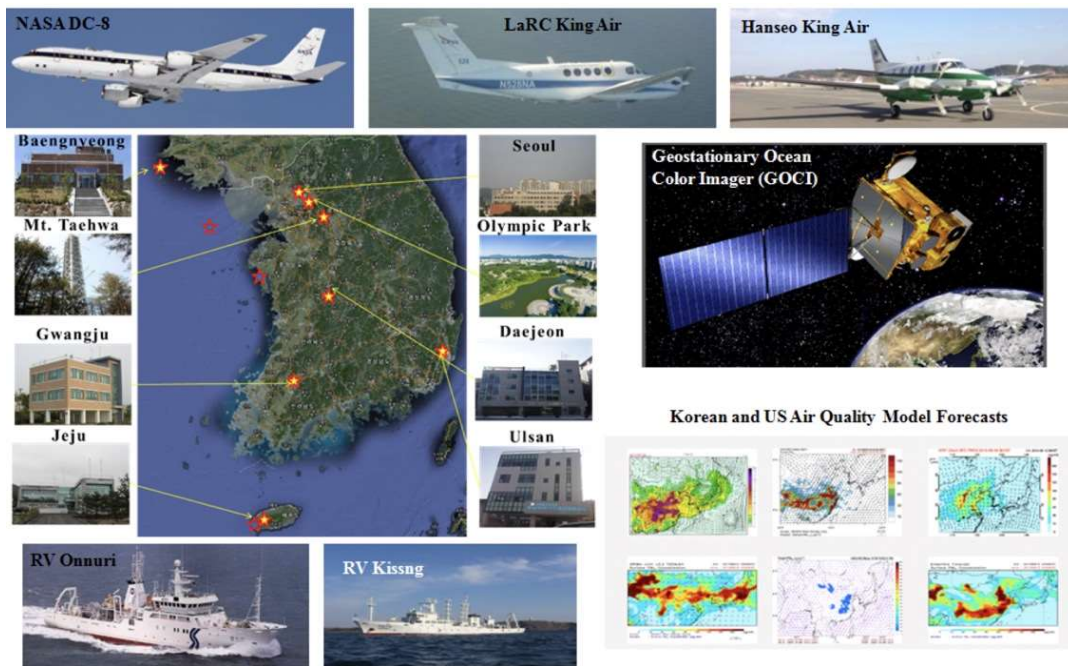 NASA DC-8
LaRC King Air
Hanseo King Air
N529NA
Baengnyeong
Seoul
Geostationary Ocean
Color Imager (GOCI)
Mt. Taehwa
Olympic Park
Gwangju
Daejeon
Jeju
Ulsan
Korean and US Air Quality Model Forecasts
RV Onnuri
RV Kissng